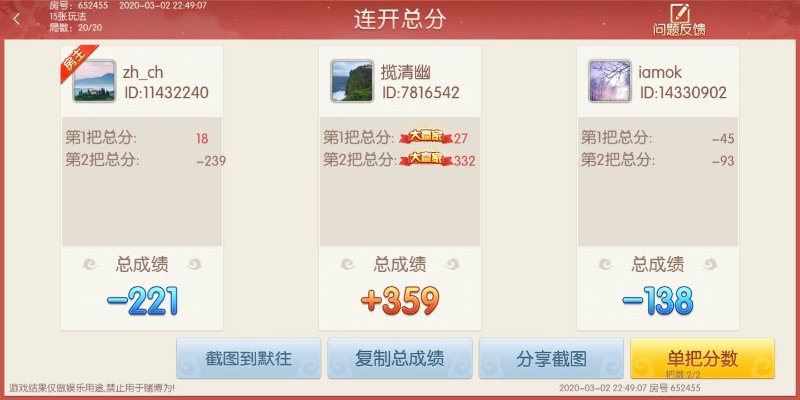 房号：652455 2020-03-02 22:49:07
15张玩法
局数：20/20
连开总分
问题反馈
房主
zh_ch
ID:11432240
第1把总分: 18
第2把总分: -239
总成绩
-221
揽清幽
ID:7816542
第1把总分: 大赢家 27
第2把总分: 大赢家 332
总成绩
+359
iamok
ID:14330902
第1把总分: -45
第2把总分: -93
总成绩
-138
截图到默往
复制总成绩
分享截图
单把分数
把数:2/2
游戏结果仅做娱乐用途,禁止用于赌博为!
2020-03-02 22:49:07 房号 652455